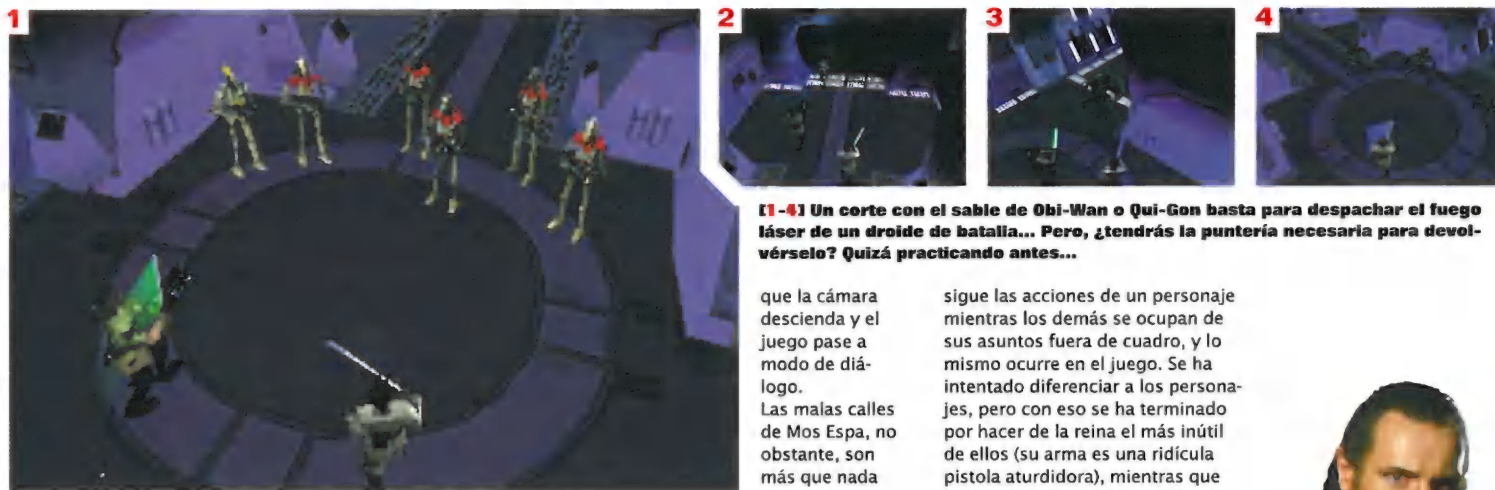 1
2
3
4
[1-4] Un corte con el sable de Obi-Wan o Qui-Gon basta para despachar el fuego
láser de un droide de batalla... Pero, ¿tendrás la puntería necesaria para devol-
vérselo? Quizá practicando antes...
que la cámara
descienda y el
juego pase a
modo de diá-
logo.
Las malas calles
de Mos Espa, no
obstante, son
más que nada
sigue las acciones de un personaje
mientras los demás se ocupan de
sus asuntos fuera de cuadro, y lo
mismo ocurre en el juego. Se ha
intentado diferenciar a los persona-
jes, pero con eso se ha terminado
por hacer de la reina el más inútil
de ellos (su arma es una ridícula
pistola aturdidora), mientras que